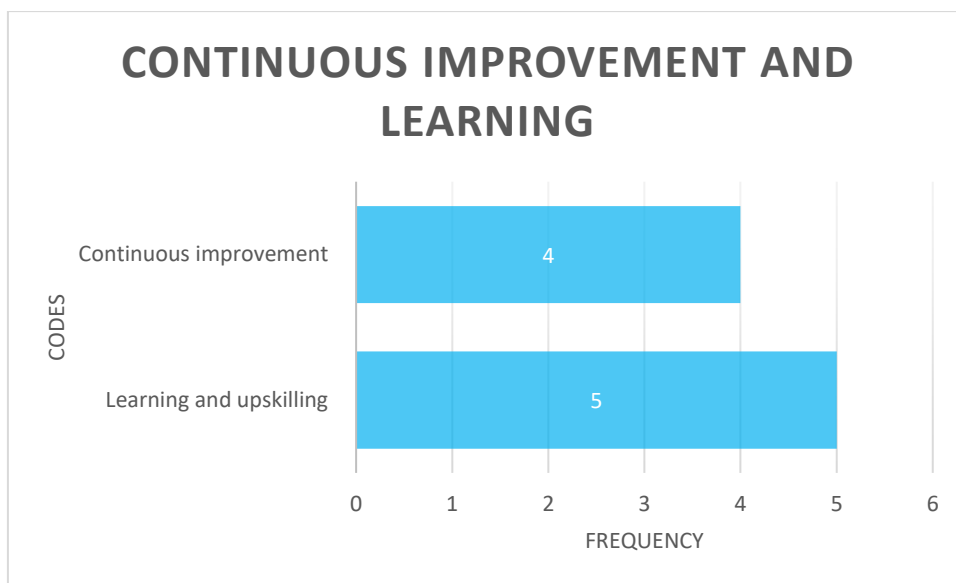 CONTINUOUS IMPROVEMENT AND
LEARNING
Continuous improvement
4
CODES
Learning and upskilling
5
0 1 2 3 4 5 6
FREQUENCY